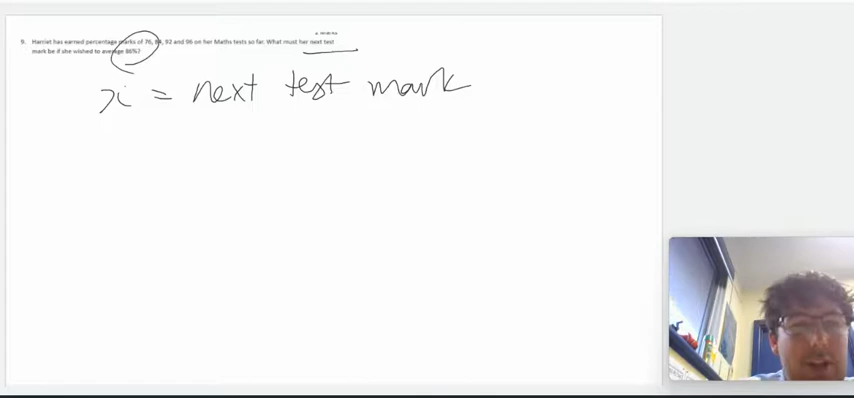 9. Harriet has earned percentage marks of 76, 84, 92 and 96 on her Maths tests so far. What must her next test
mark be if she wished to average 86%?
x = next test mark